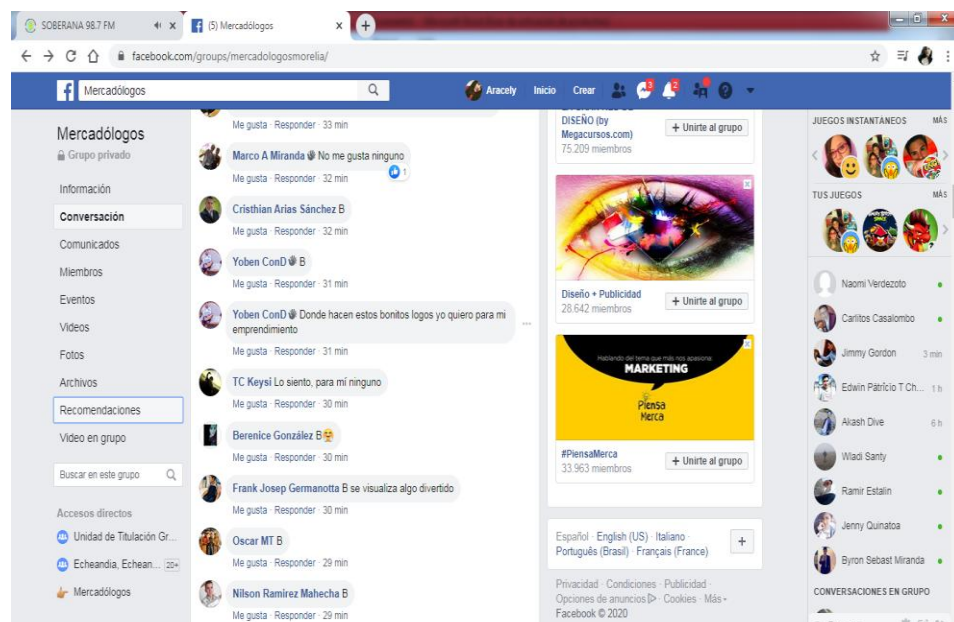 SOBERANA 98.7 FM
(5) Mercadólogos
facebook.com/groups/mercadologosmorelia/
Mercadólogos
Aracely
Inicio
Crear
3
2
Mercadólogos
Grupo privado
Información
Conversación
Comunicados
Miembros
Eventos
Videos
Fotos
Archivos
Recomendaciones
Video en grupo
Buscar en este grupo
Accesos directos
Unidad de Titulación Gr...
Echeandia, Echean... 20+
Mercadólogos
Me gusta · Responder · 33 min
Marco A Miranda No me gusta ninguno
1
Me gusta · Responder · 32 min
Cristhian Arias Sánchez B
Me gusta · Responder · 32 min
Yoben ConD B
Me gusta · Responder · 31 min
Yoben ConD Donde hacen estos bonitos logos yo quiero para mi
emprendimiento
Me gusta · Responder · 31 min
TC Keysi Lo siento, para mí ninguno
Me gusta · Responder · 30 min
Berenice González B
Me gusta · Responder · 30 min
Frank Josep Germanotta B se visualiza algo divertido
Me gusta · Responder · 30 min
Oscar MT B
Me gusta · Responder · 29 min
Nilson Ramirez Mahecha B
Me gusta · Responder · 29 min
DISEÑO (by
Megacursos.com)
75.209 miembros
+ Unirte al grupo
Diseño + Publicidad
28.642 miembros
+ Unirte al grupo
Hablando del tema que más nos apasiona:
MARKETING
Piensa
Merca
#PiensaMerca
33.963 miembros
+ Unirte al grupo
Español · English (US) · Italiano ·
Português (Brasil) · Français (France)
+
Privacidad · Condiciones · Publicidad ·
Opciones de anuncios · Cookies · Más
Facebook © 2020
JUEGOS INSTANTÁNEOS
MÁS
TUS JUEGOS
MÁS
Naomi Verdezoto
Carlitos Casalombo
Jimmy Gordon 3 min
Edwin Patricio T Ch... 1 h
Akash Dive 6 h
Wladi Santy
Ramir Estalin
Jenny Quinatoa
Byron Sebast Miranda
CONVERSACIONES EN GRUPO